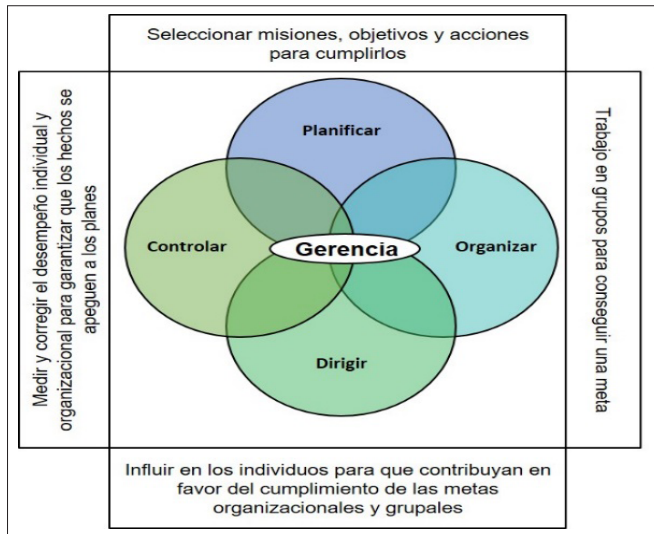 Seleccionar misiones, objetivos y acciones
para cumplirlos
Medir y corregir el desempeño individual y
organizacional para garantizar que los hechos se
apeguen a los planes
Planificar
Controlar
Gerencia
Organizar
Dirigir
Trabajo en grupos para conseguir una meta
Influir en los individuos para que contribuyan en
favor del cumplimiento de las metas
organizacionales y grupales